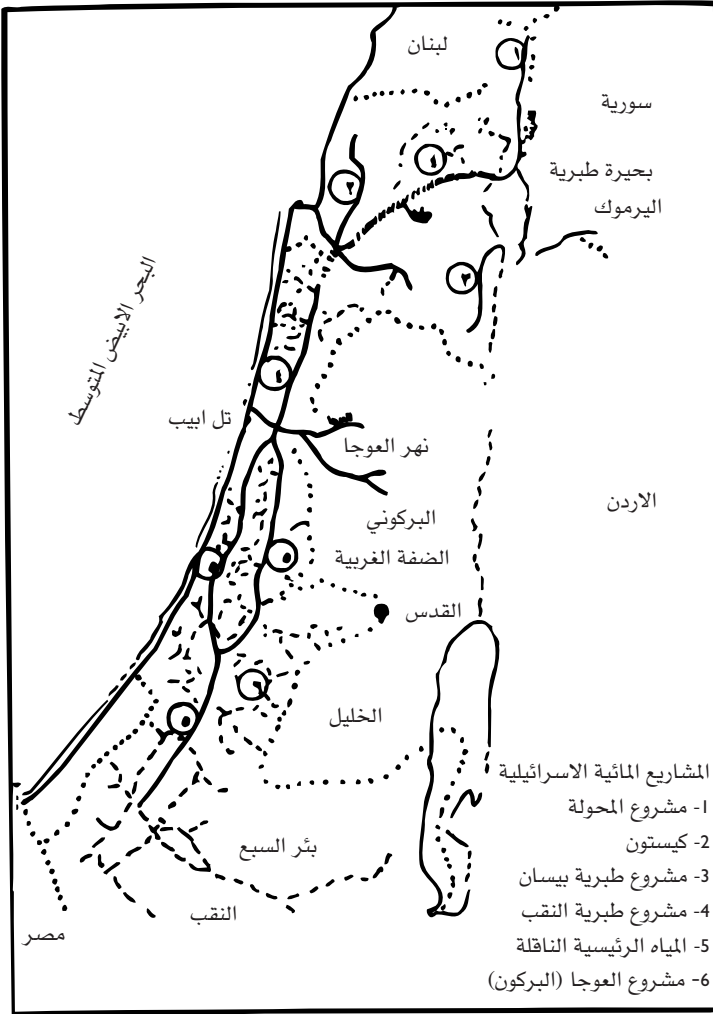 لبنان
١
سورية
بحيرة طبرية
٢
اليرموك
البحر الابيض المتوسط
تل ابيب
نهر العوجا
الاردن
البركوني
الضفة الغربية
القدس
الخليل
بئر السبع
النقب
مصر
المشاريع المائية الاسرائيلية
1- مشروع المحولة
2- كيستون
3- مشروع طبرية بيسان
4- مشروع طبرية النقب
5- المياه الرئيسية الناقلة
6- مشروع العوجا (البركون)